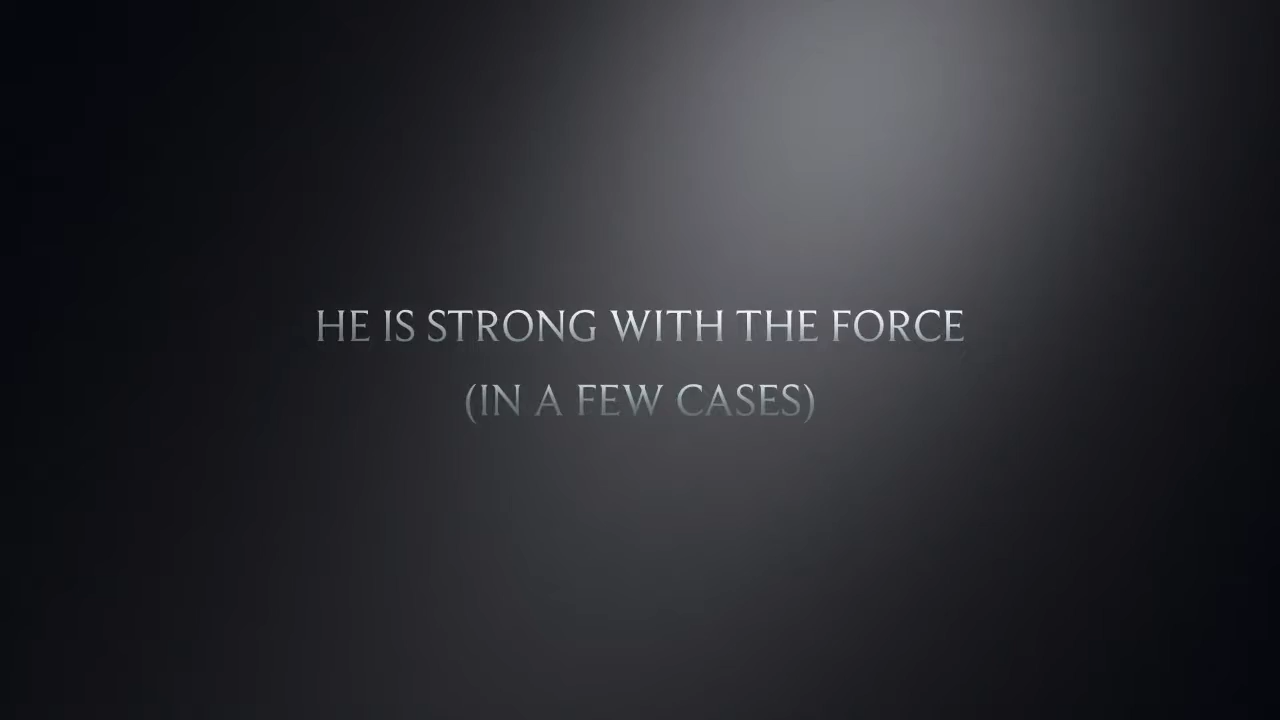 HE IS STRONG WITH THE FORCE
(IN A FEW CASES)